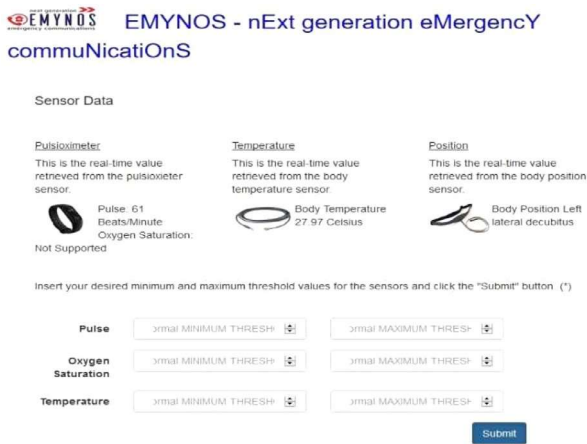 next generation
EMYNOS
emergency communications
EMYNOS - nExt generation eMergencY
commuNicatiOnS
Sensor Data
Pulsioximeter
This is the real-time value
retrieved from the pulsioxieter
sensor.
Pulse: 61
Beats/Minute
Oxygen Saturation:
Not Supported
Temperature
This is the real-time value
retrieved from the body
temperature sensor.
Body Temperature
27.97 Celsius
Position
This is the real-time value
retrieved from the body position
sensor.
Body Position Left
lateral decubitus
Insert your desired minimum and maximum threshold values for the sensors and click the "Submit" button. (*)
Pulse
ormal MINIMUM THRESH
ormal MAXIMUM THRESH
Oxygen
Saturation
ormal MINIMUM THRESH
ormal MAXIMUM THRESH
Temperature
ormal MINIMUM THRESH
ormal MAXIMUM THRESH
Submit